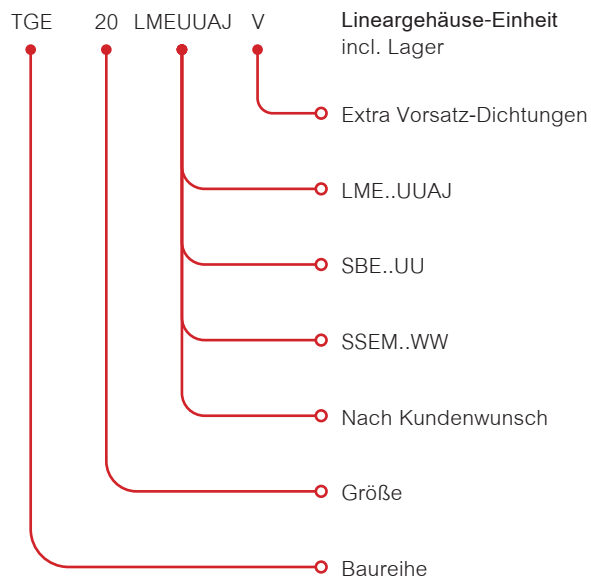 TGE 20 LMEUUAJ V Lineargehäuse-Einheit
incl. Lager
Extra Vorsatz-Dichtungen
LME..UUAJ
SBE..UU
SSEM..WW
Nach Kundenwunsch
Größe
Baureihe